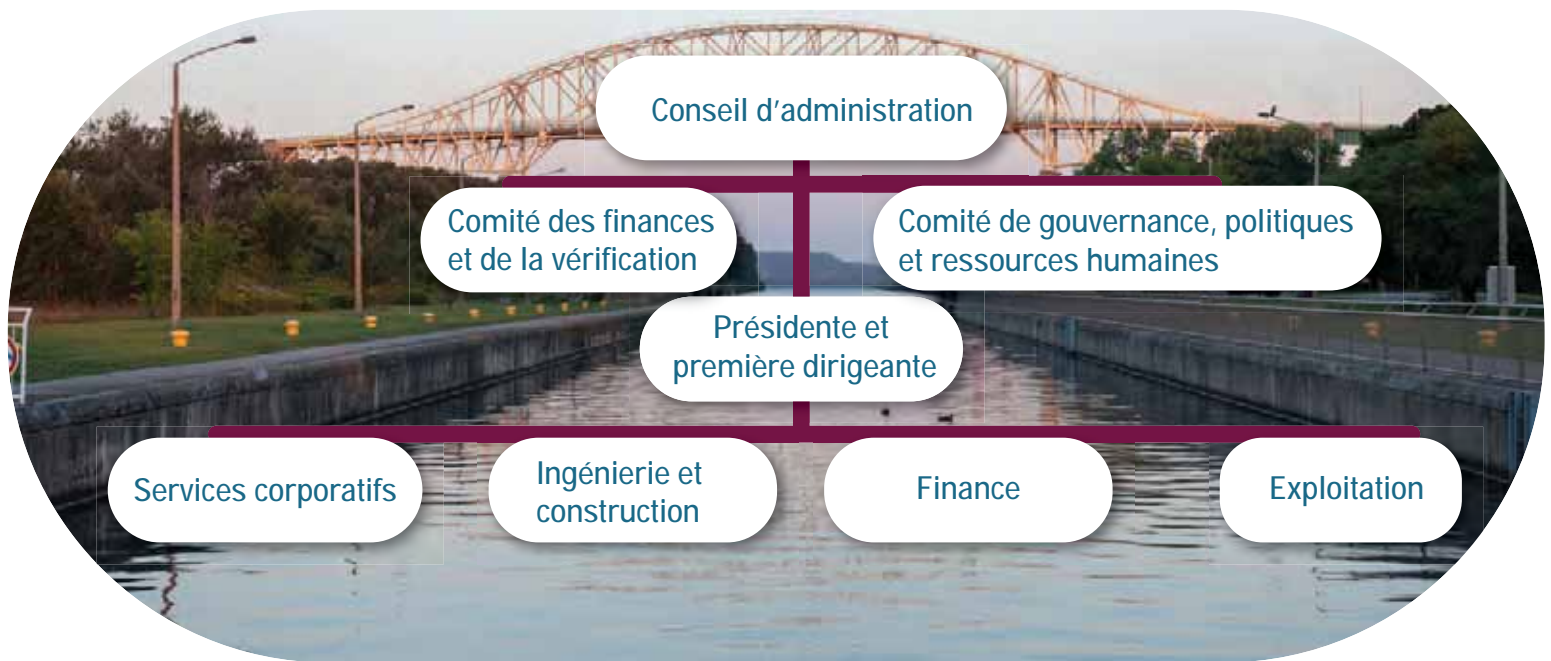 Conseil d'administration
Comité des finances
et de la vérification
Comité de gouvernance, politiques
et ressources humaines
Présidente et
première dirigeante
Services corporatifs
Ingénierie et
construction
Finance
Exploitation